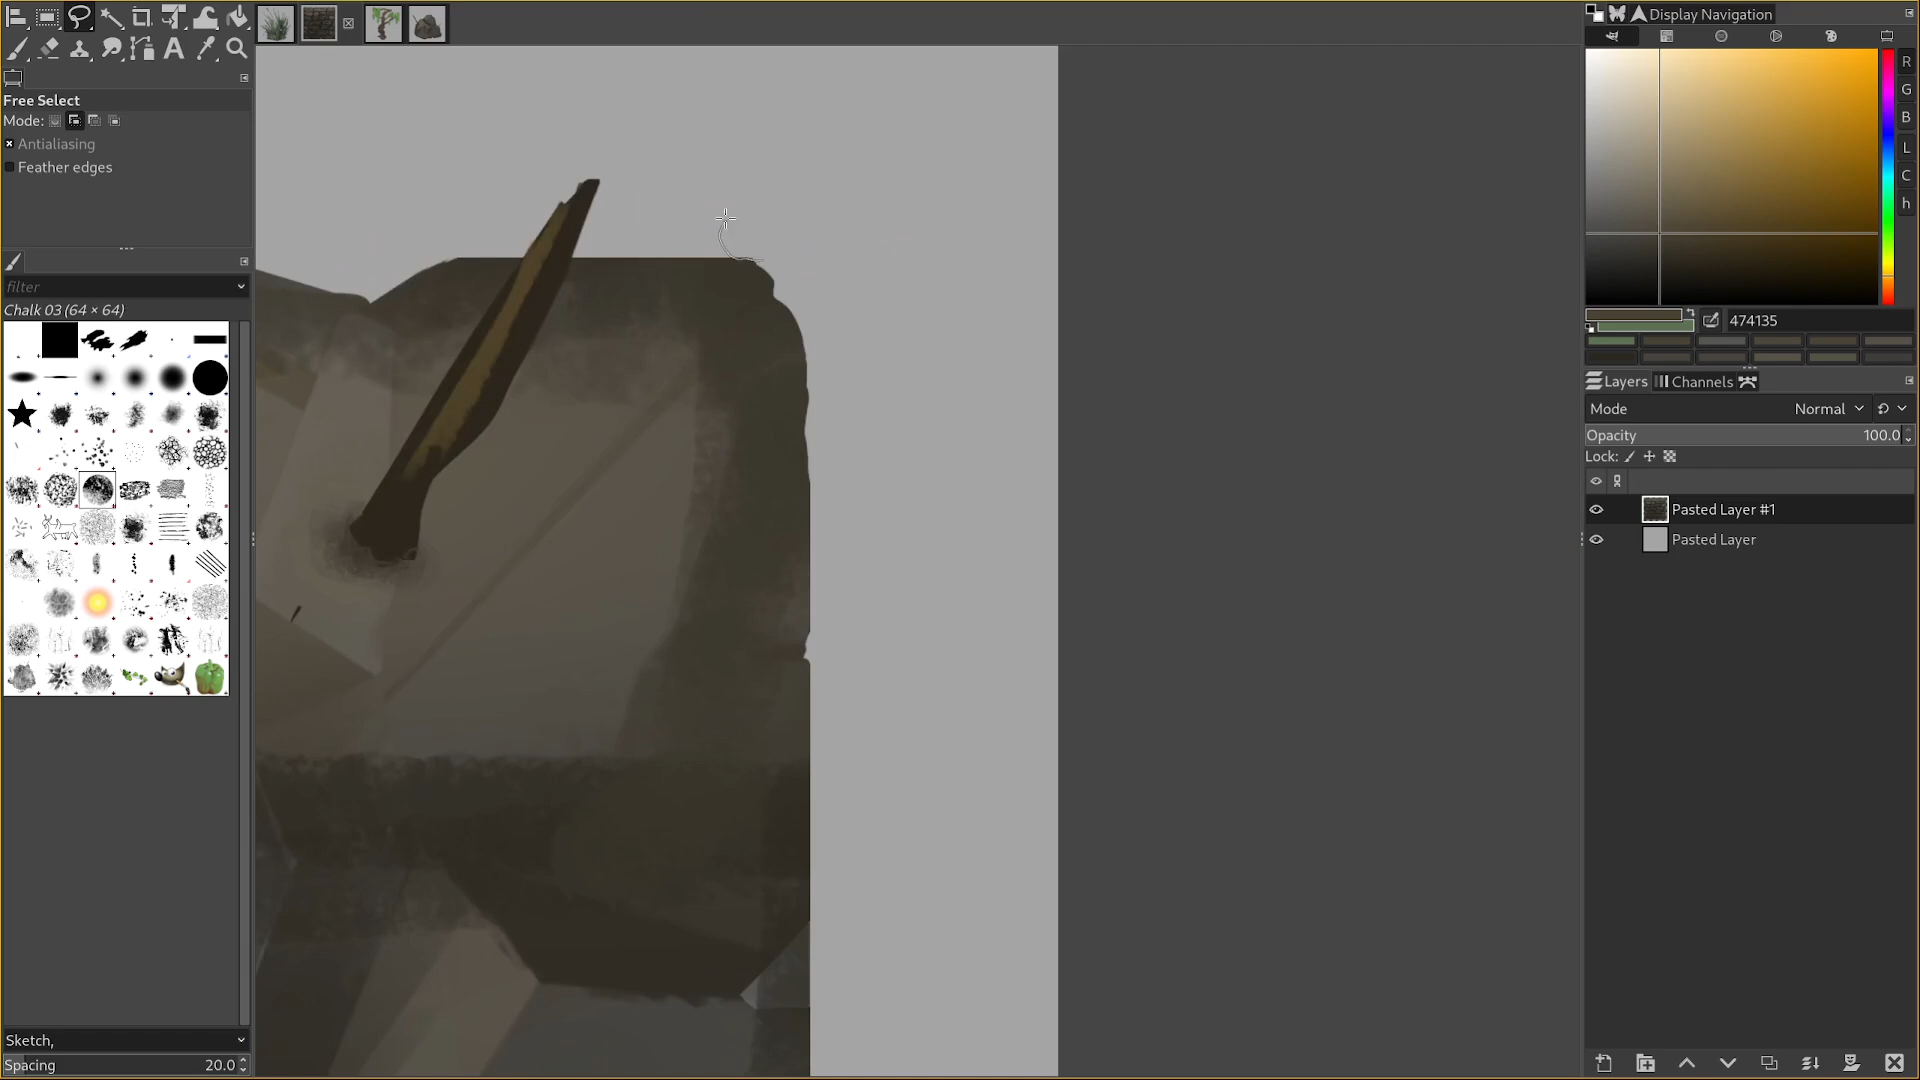 Display Navigation
Free Select
Mode:
Antialiasing
Feather edges
filter
Chalk 03 (64 × 64)
Sketch,
Spacing 20.0
R
G
B
L
C
h
474135
Layers Channels
Mode Normal
Opacity 100.0
Lock:
Pasted Layer #1
Pasted Layer